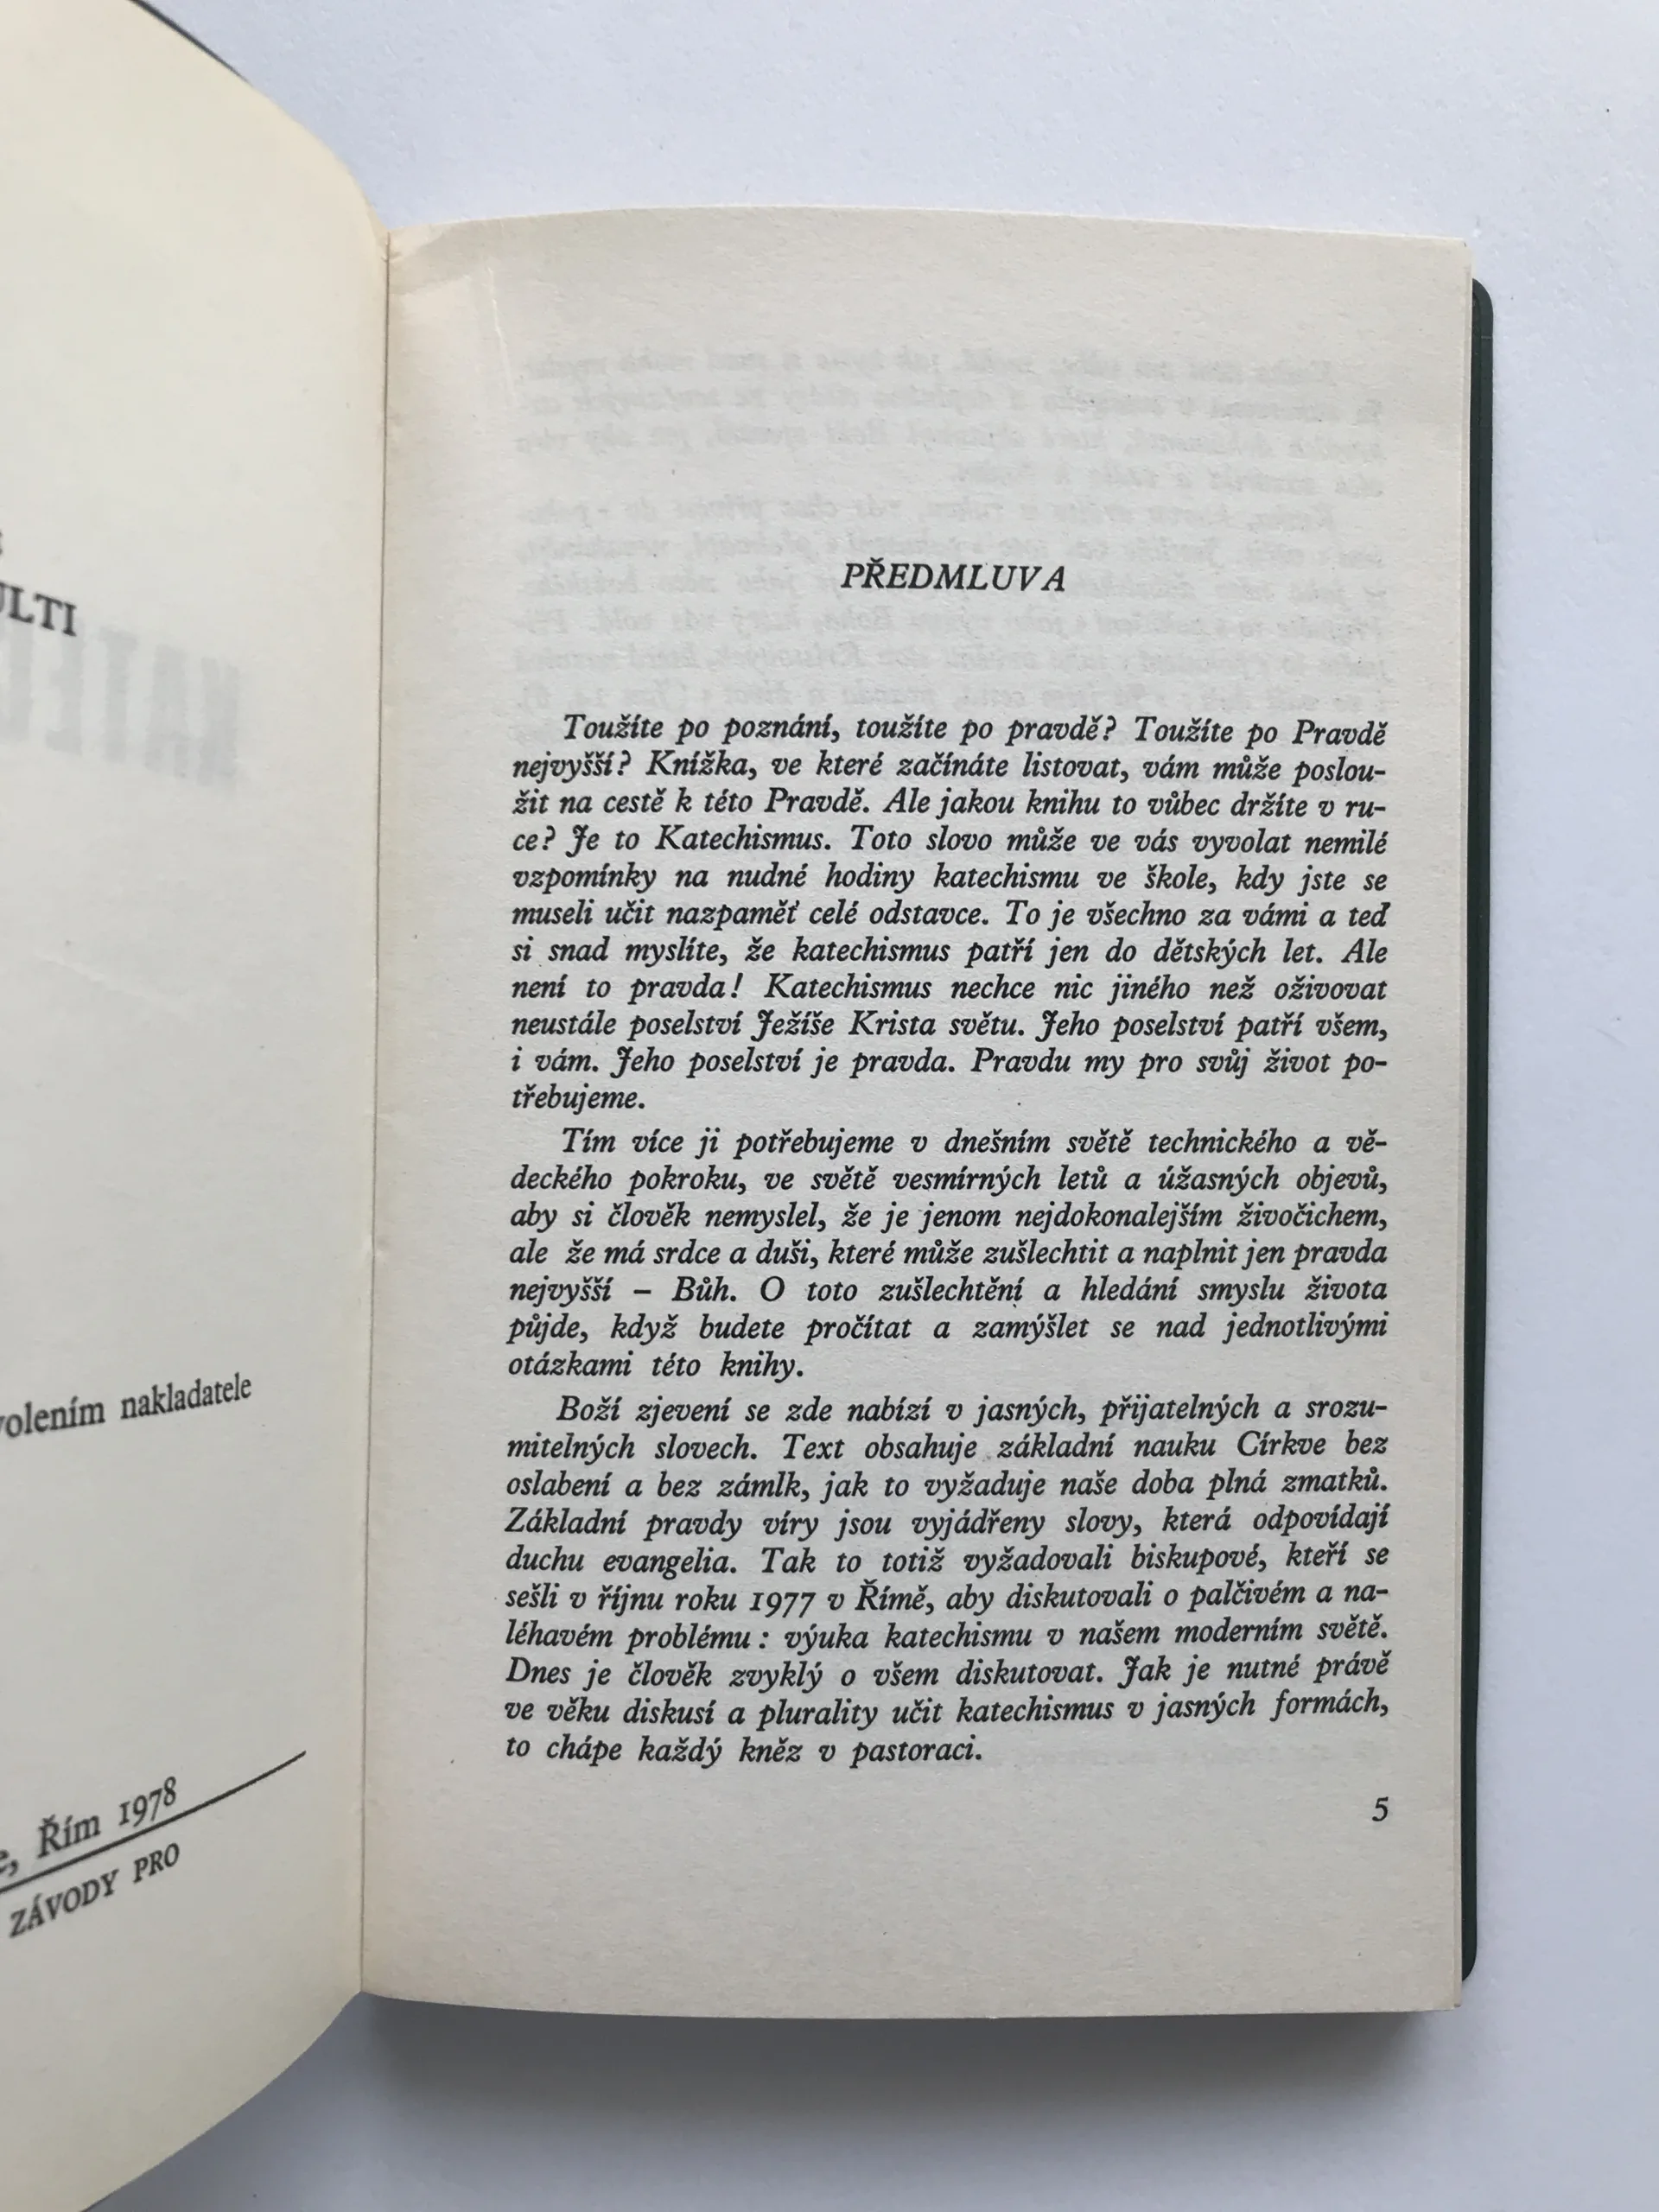 ULTI
nakladatele
Řím 1978
ZÁVODY PRO
PŘEDMLUVA
Toužíte po poznání, toužíte po pravdě? Toužíte po Pravdě
nejvyšší? Knížka, ve které začínáte listovat, vám může poslou-
žit na cestě k této Pravdě. Ale jakou knihu to vůbec držíte v ru-
ce? Je to Katechismus. Toto slovo může ve vás vyvolat nemilé
vzpomínky na nudné hodiny katechismu ve škole, kdy jste se
museli učit nazpaměť celé odstavce. To je všechno za vámi a teď
si snad myslíte, že katechismus patří jen do dětských let. Ale
není to pravda! Katechismus nechce nic jiného než oživovat
neustále poselství Ježíše Krista světu. Jeho poselství patří všem,
i vám. Jeho poselství je pravda. Pravdu my pro svůj život po-
třebujeme.
Tím více ji potřebujeme v dnešním světě technického a vě-
deckého pokroku, ve světě vesmírných letů a úžasných objevů,
aby si člověk nemyslel, že je jenom nejdokonalejším živočichem,
ale že má srdce a duši, které může zušlechtit a naplnit jen pravda
nejvyšší – Bůh. O toto zušlechtění a hledání smyslu života
půjde, když budete pročítat a zamýšlet se nad jednotlivými
otázkami této knihy.
Boží zjevení se zde nabízí v jasných, přijatelných a srozu-
mitelných slovech. Text obsahuje základní nauku Církve bez
oslabení a bez zámlk, jak to vyžaduje naše doba plná zmatků.
Základní pravdy víry jsou vyjádřeny slovy, která odpovídají
duchu evangelia. Tak to totiž vyžadovali biskupové, kteří se
sešli v říjnu roku 1977 v Římě, aby diskutovali o palčivém a na-
léhavém problému: výuka katechismu v našem moderním světě.
Dnes je člověk zvyklý o všem diskutovat. Jak je nutné právě
ve věku diskusí a plurality učit katechismus v jasných formách,
to chápe každý kněz v pastoraci.
5